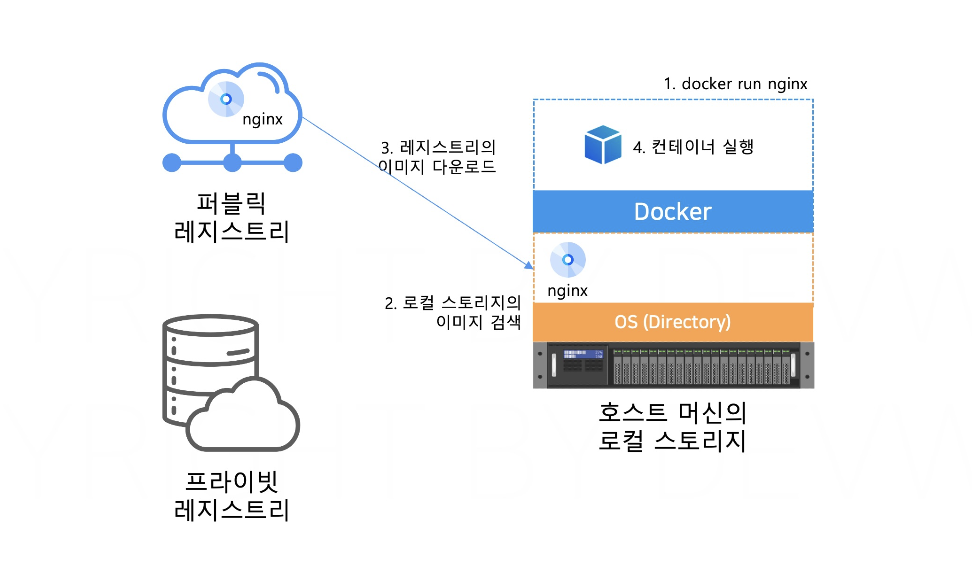 1. docker run nginx
nginx
3. 레지스트리의
이미지 다운로드
4. 컨테이너 실행
퍼블릭
레지스트리
Docker
nginx
2. 로컬 스토리지의
이미지 검색
OS (Directory)
호스트 머신의
로컬 스토리지
프라이빗
레지스트리